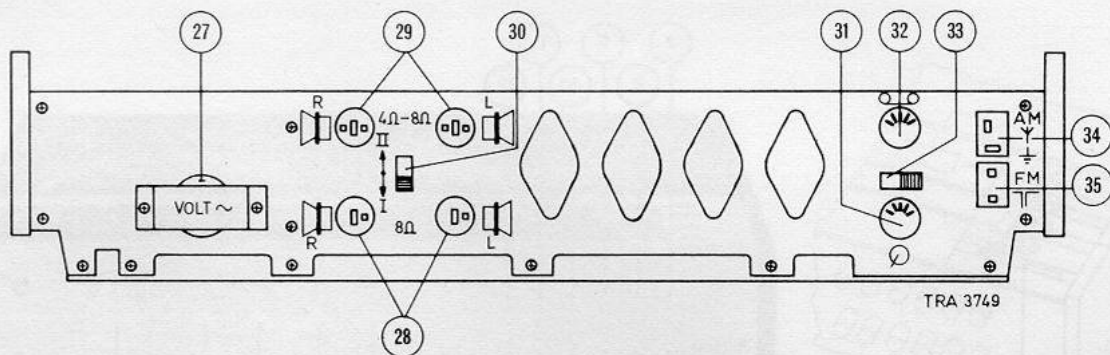 27 29 30 31 32 33
R 4Ω-8Ω L
II
I
R 8Ω L
VOLT ~
AM
FM
34
35
28
TRA 3749